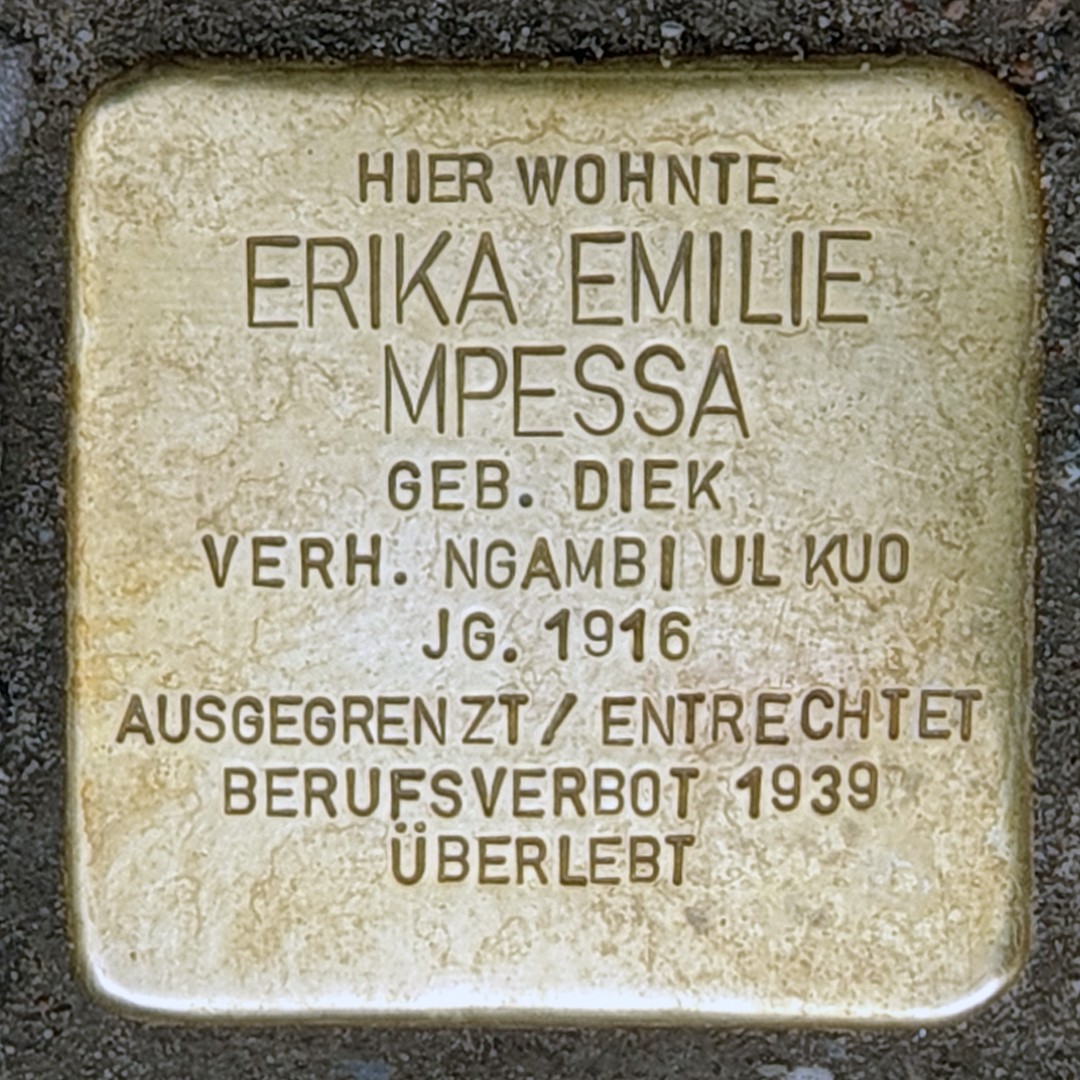 HIER WOHNTE
ERIKA EMILIE
MPESSA
GEB. DIEK
VERH. NGAMBI UL KUO
JG. 1916
AUSGEGRENZT / ENTRECHTET
BERUFSVERBOT 1939
ÜBERLEBT